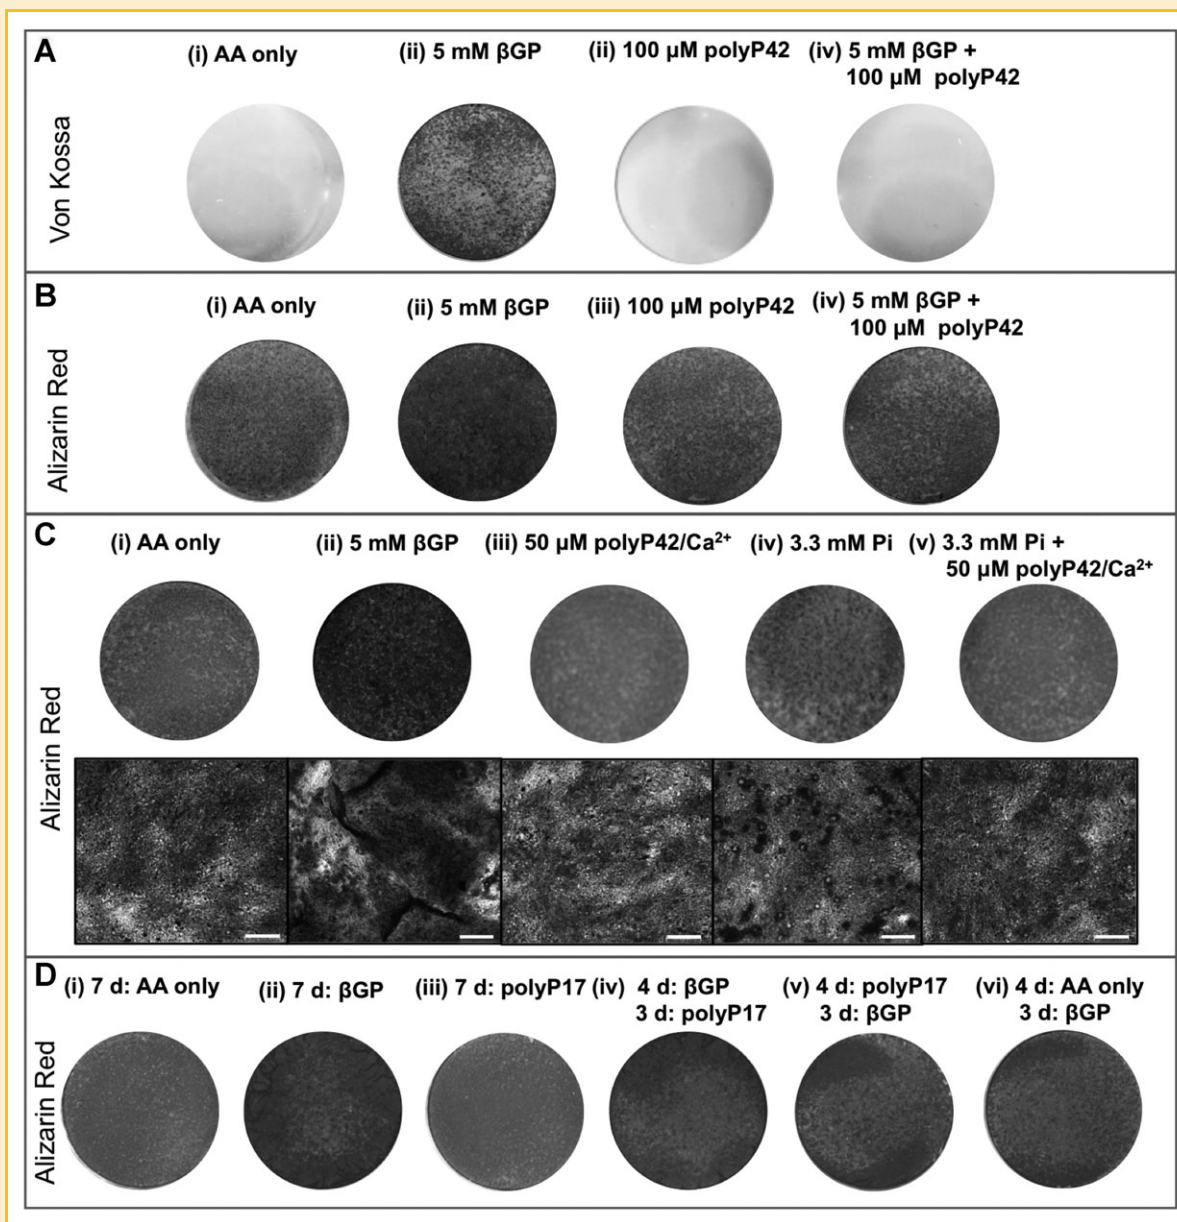 A
(i) AA only
(ii) 5 mM βGP
(ii) 100 µM polyP42
(iv) 5 mM βGP +
100 µM polyP42
Von Kossa
B
(i) AA only
(ii) 5 mM βGP
(iii) 100 µM polyP42
(iv) 5 mM βGP +
100 µM polyP42
Alizarin Red
C
(i) AA only
(ii) 5 mM βGP
(iii) 50 µM polyP42/Ca²⁺
(iv) 3.3 mM Pi
(v) 3.3 mM Pi +
50 µM polyP42/Ca²⁺
Alizarin Red
D
(i) 7 d: AA only
(ii) 7 d: βGP
(iii) 7 d: polyP17
(iv) 4 d: βGP
3 d: polyP17
(v) 4 d: polyP17
3 d: βGP
(vi) 4 d: AA only
3 d: βGP
Alizarin Red